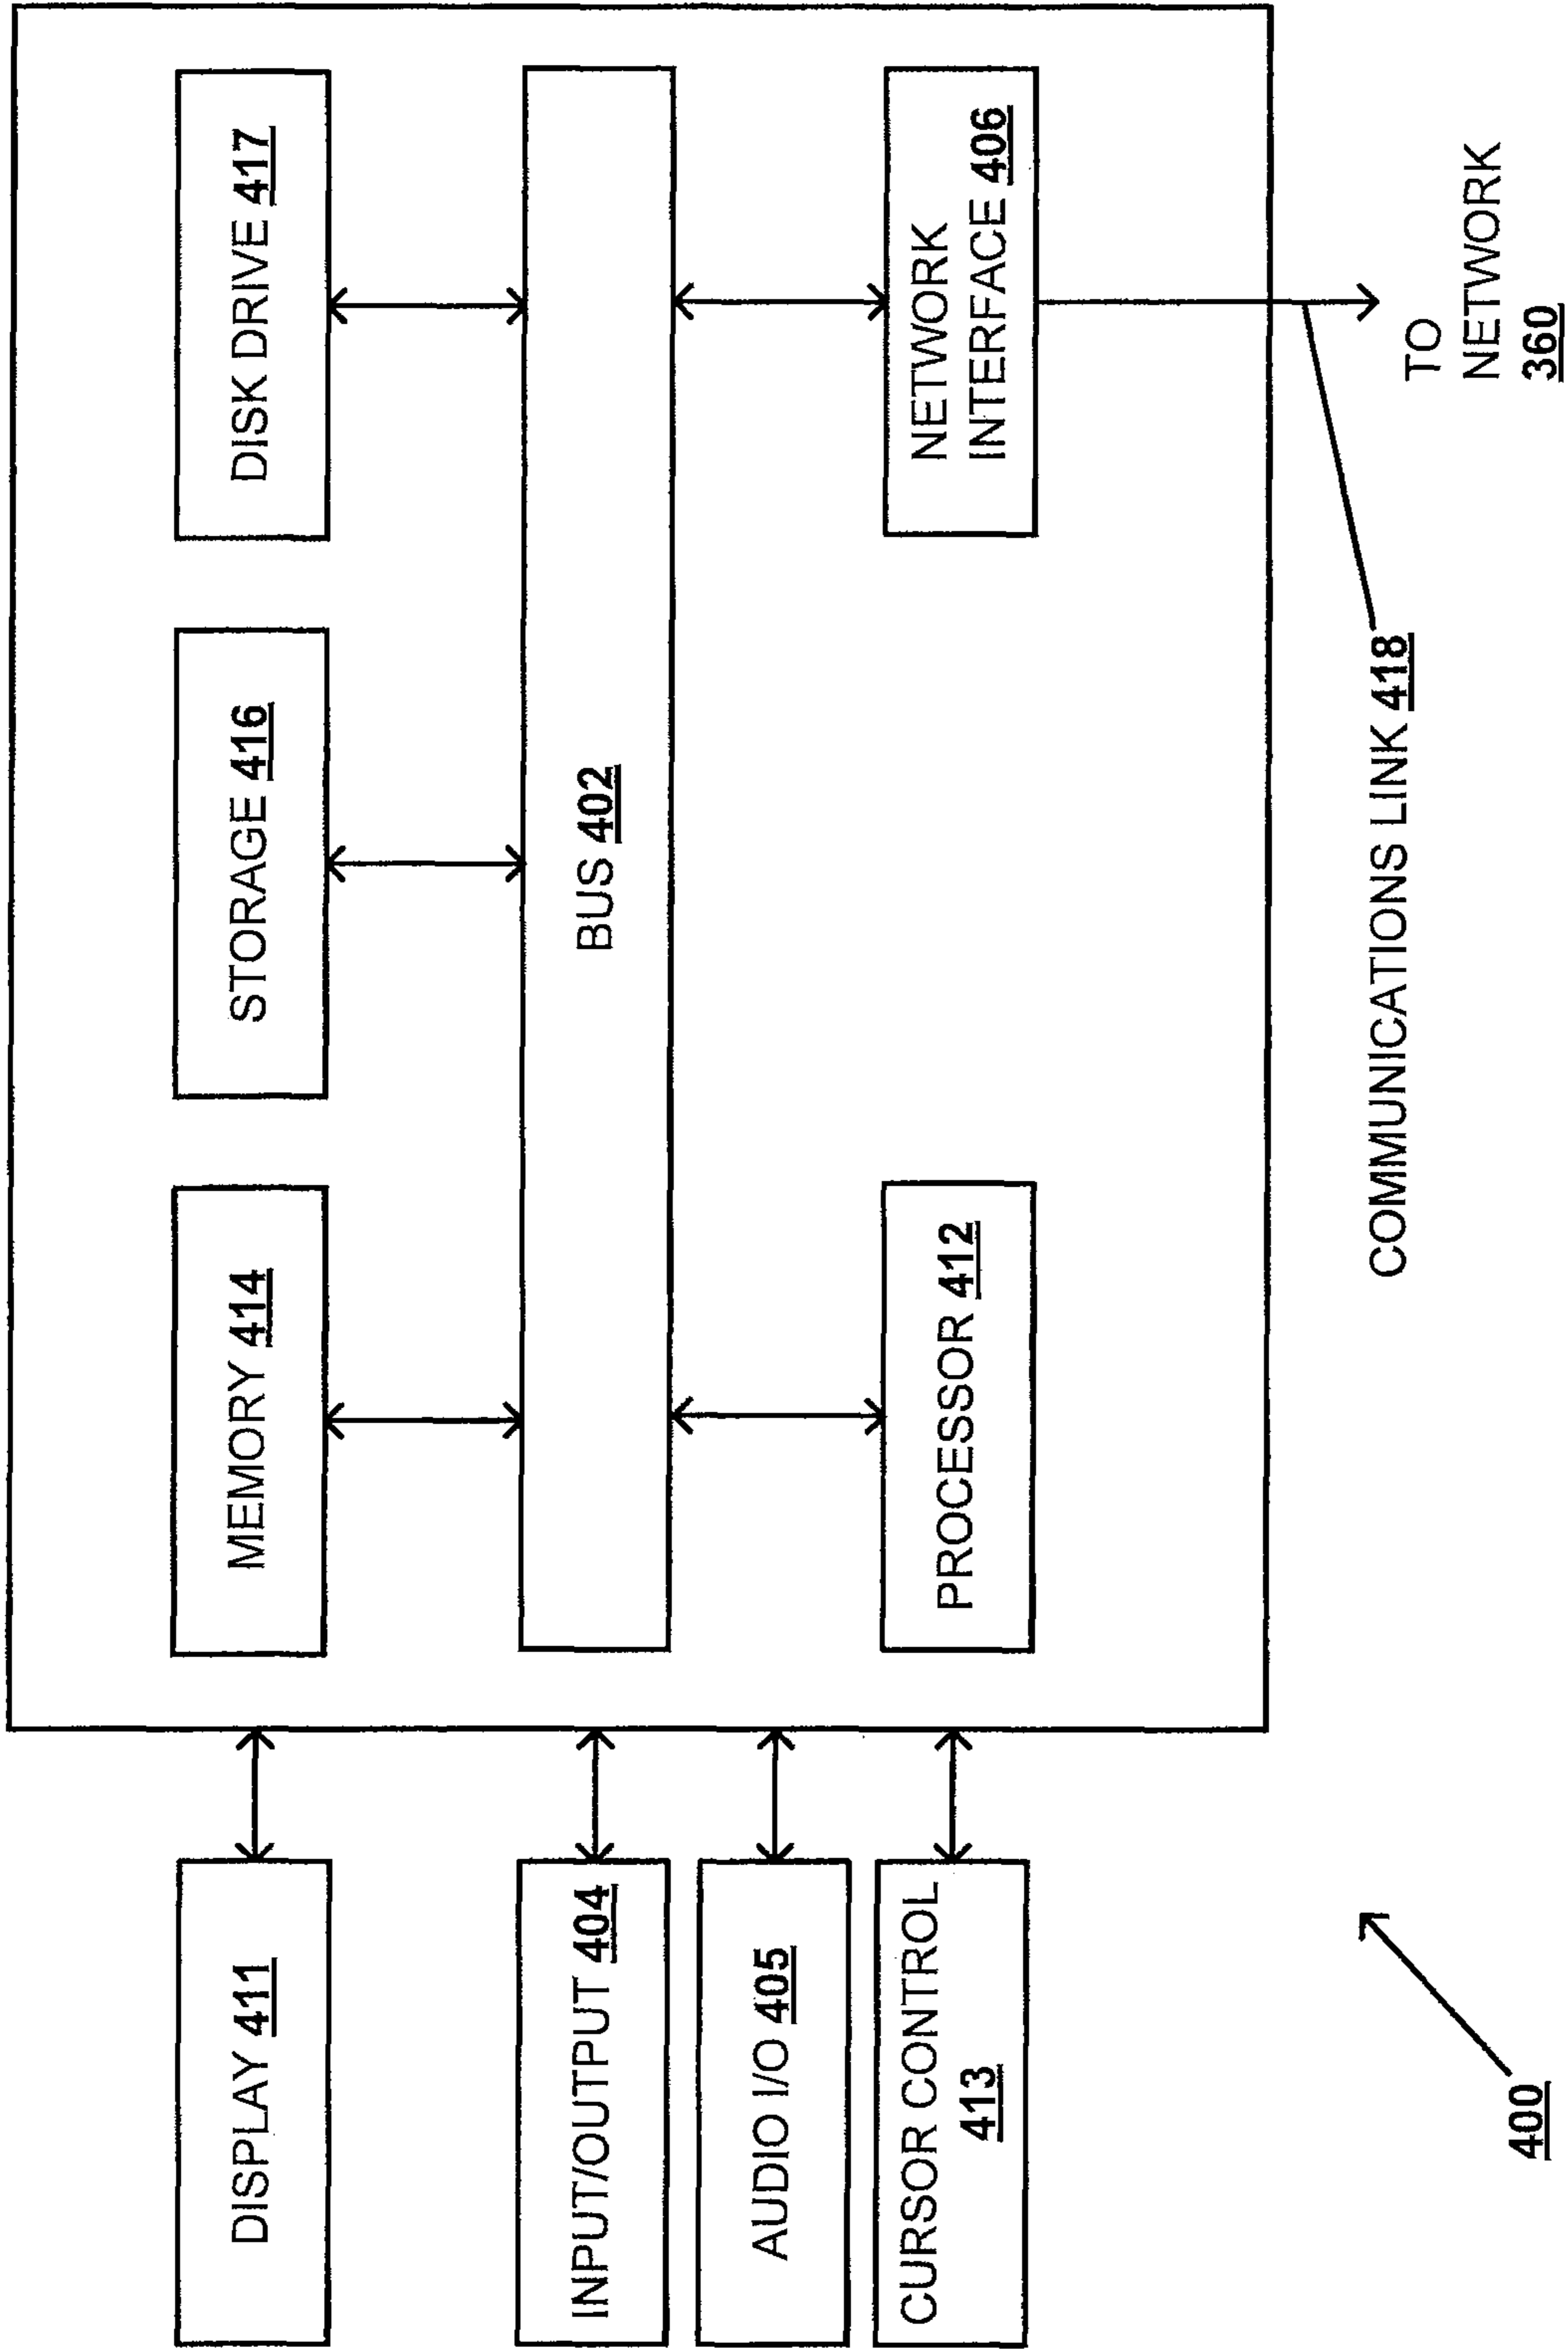 DISPLAY 411
MEMORY 414
STORAGE 416
DISK DRIVE 417
INPUT/OUTPUT 404
BUS 402
AUDIO I/O 405
CURSOR CONTROL
413
PROCESSOR 412
NETWORK
INTERFACE 406
COMMUNICATIONS LINK 418
TO
NETWORK
360
400